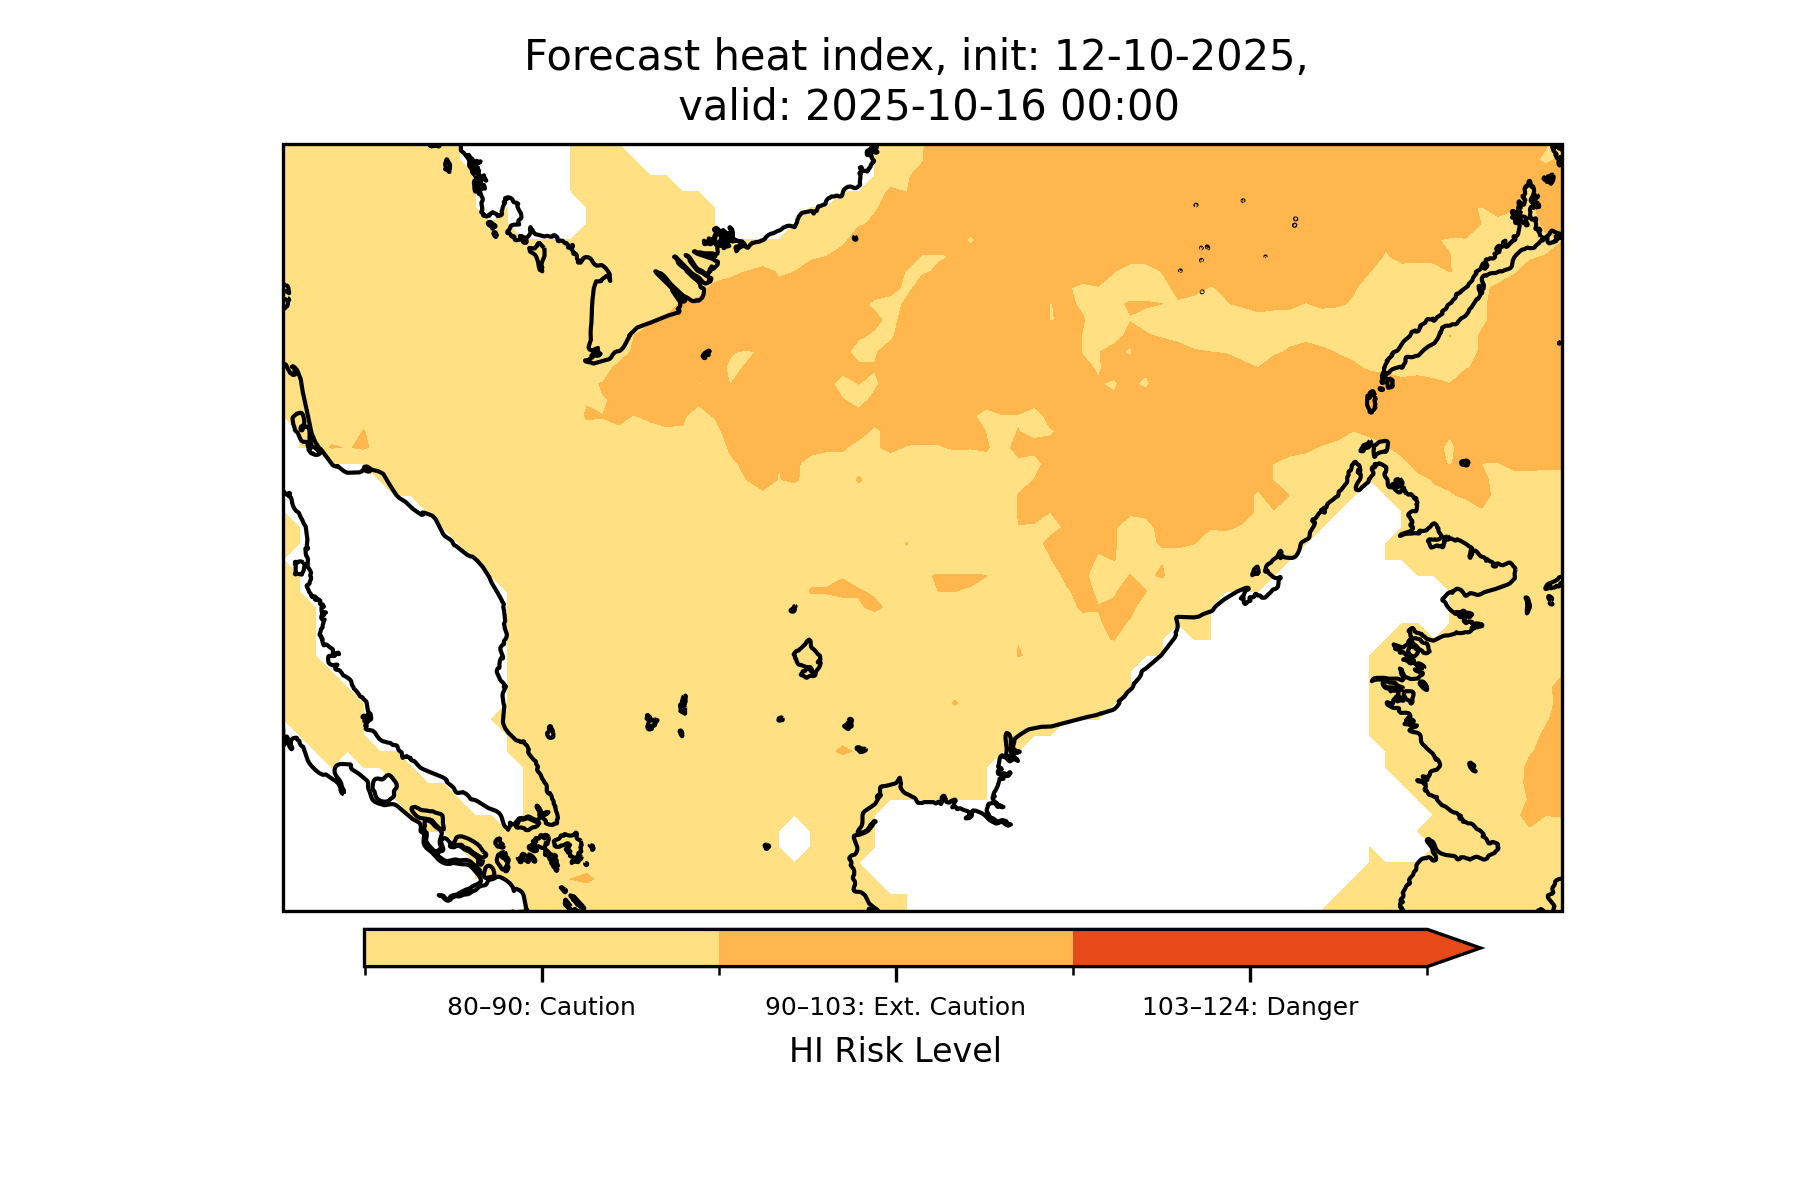 Forecast heat index, init: 12-10-2025,
valid: 2025-10-16 00:00
80–90: Caution
90–103: Ext. Caution
103–124: Danger
HI Risk Level